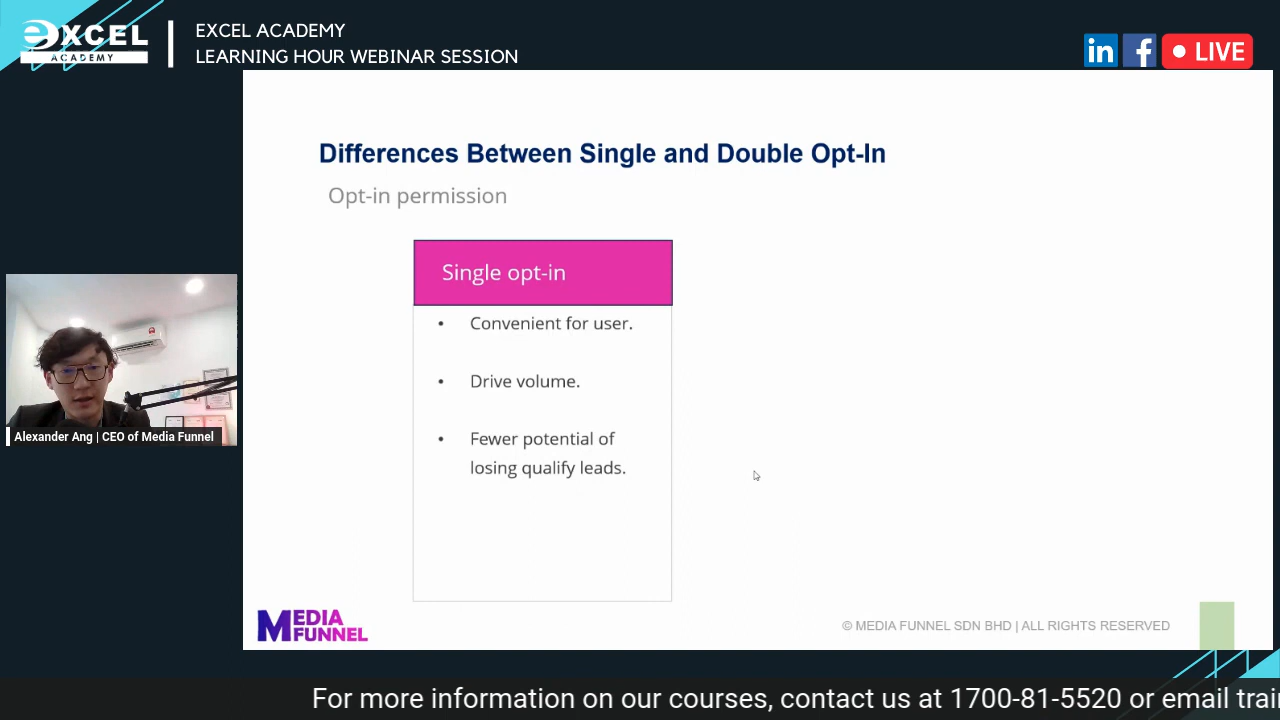 eXCEL
ACADEMY
EXCEL ACADEMY
LEARNING HOUR WEBINAR SESSION
in
f
LIVE
Differences Between Single and Double Opt-In
Opt-in permission
Single opt-in
• Convenient for user.
• Drive volume.
• Fewer potential of
losing qualify leads.
Alexander Ang | CEO of Media Funnel
MEDIA
FUNNEL
© MEDIA FUNNEL SDN BHD | ALL RIGHTS RESERVED
For more information on our courses, contact us at 1700-81-5520 or email trai